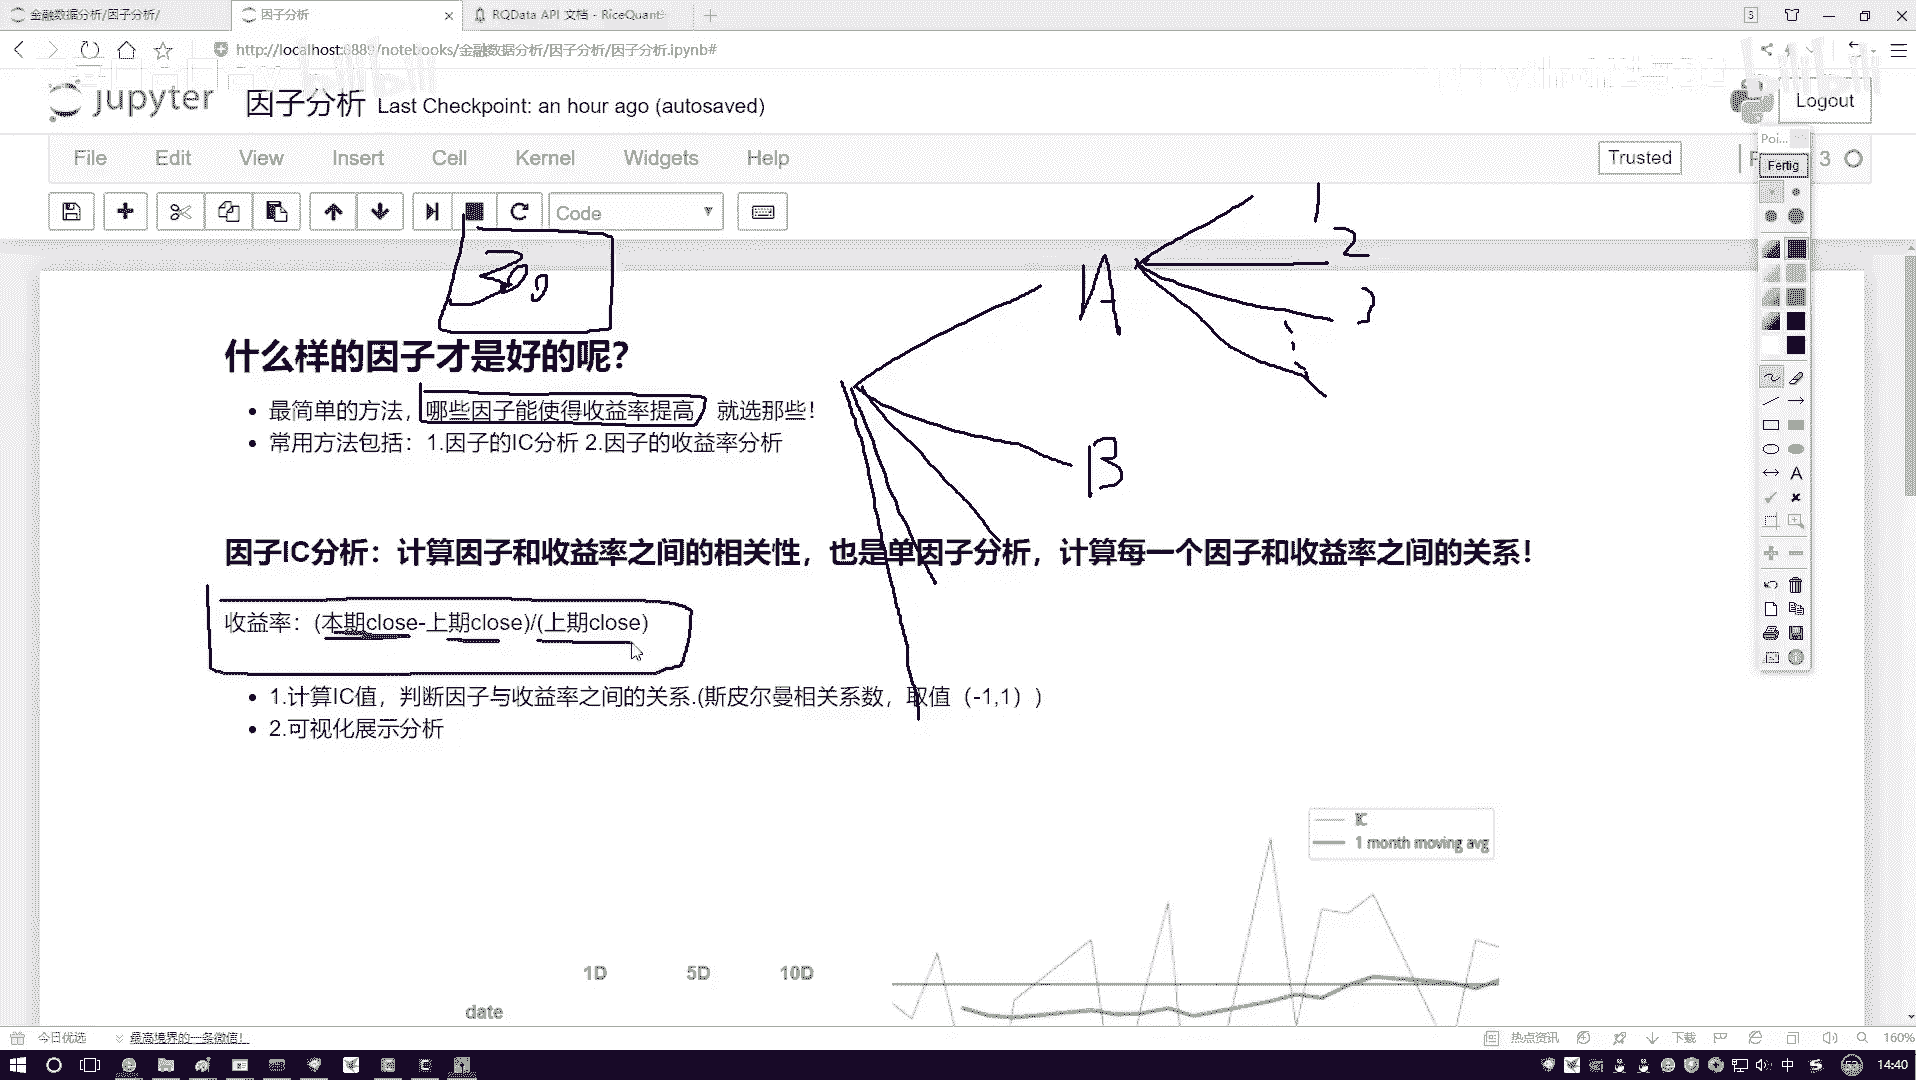 金融数据分析/因子分析/
因子分析
RQData API 文档 - RiceQuant
http://localhost:8889/notebooks/金融数据分析/因子分析/因子分析.ipynb#
jupyter 因子分析 Last Checkpoint: an hour ago (autosaved)
Logout
File Edit View Insert Cell Kernel Widgets Help
Trusted
3
Poi...
Fertig
Code
1
2
3
A
B
什么样的因子才是好的呢?
最简单的方法，哪些因子能使得收益率提高 就选那些!
常用方法包括：1.因子的IC分析 2.因子的收益率分析
因子IC分析：计算因子和收益率之间的相关性，也是单因子分析，计算每一个因子和收益率之间的关系!
收益率：(本期close-上期close)/(上期close)
1.计算IC值，判断因子与收益率之间的关系.(斯皮尔曼相关系数，取值（-1,1）)
2.可视化展示分析
IC
1 month moving avg
1D 5D 10D
date
今日优选
最高境界的一条微信!
热点资讯
下载
160%
中
14:40